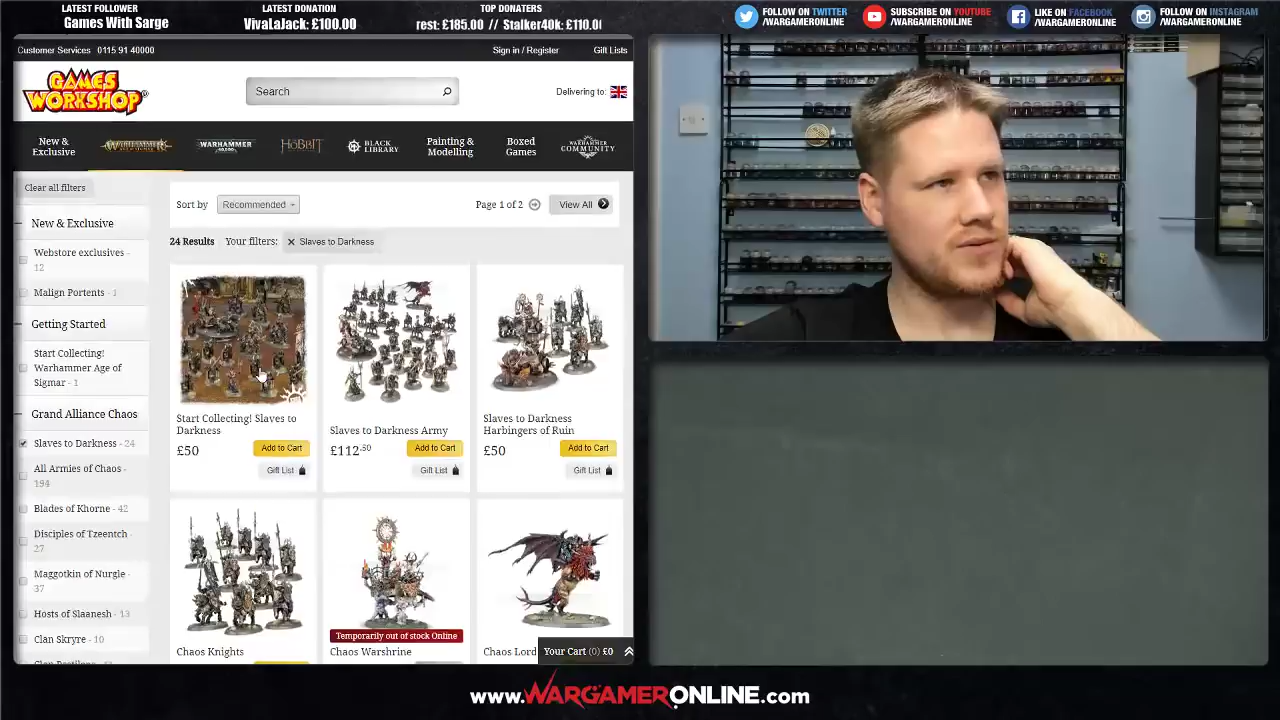 LATEST FOLLOWER
Games With Sarge
LATEST DONATION
VivaJack: £100.00
TOP DONATERS
rest: £185.00 // Stalker40k: £110.0
FOLLOW ON TWITTER
/WARGAMERONLINE
SUBSCRIBE ON YOUTUBE
/WARGAMERONLINE
LIKE ON FACEBOOK
/WARGAMERONLINE
FOLLOW ON INSTAGRAM
/WARGAMERONLINE
Customer Services 0115 91 40000
Sign in / Register
Gift Lists
GAMES
WORKSHOP®
Search
Delivering to:
New &
Exclusive
WARHAMMER
WARHAMMER
40,000
THE
HOBBIT
BLACK
LIBRARY
Painting &
Modelling
Boxed
Games
WARHAMMER
COMMUNITY
Clear all filters
New & Exclusive
Webstore exclusives -
12
Malign Portents - 1
Getting Started
Start Collecting!
Warhammer Age of
Sigmar - 1
Grand Alliance Chaos
Slaves to Darkness - 24
All Armies of Chaos -
194
Blades of Khorne - 42
Disciples of Tzeentch -
27
Maggotkin of Nurgle -
37
Hosts of Slaanesh - 13
Clan Skryre - 10
Sort by Recommended
Page 1 of 2
View All
24 Results Your filters: × Slaves to Darkness
Start Collecting! Slaves to
Darkness
£50
Add to Cart
Gift List
Slaves to Darkness Army
£112.50
Add to Cart
Gift List
Slaves to Darkness
Harbingers of Ruin
£50
Add to Cart
Gift List
Chaos Knights
Temporarily out of stock Online
Chaos Warshrine
Chaos Lord
Your Cart (0) £0
www.WARGAMERONLINE.com